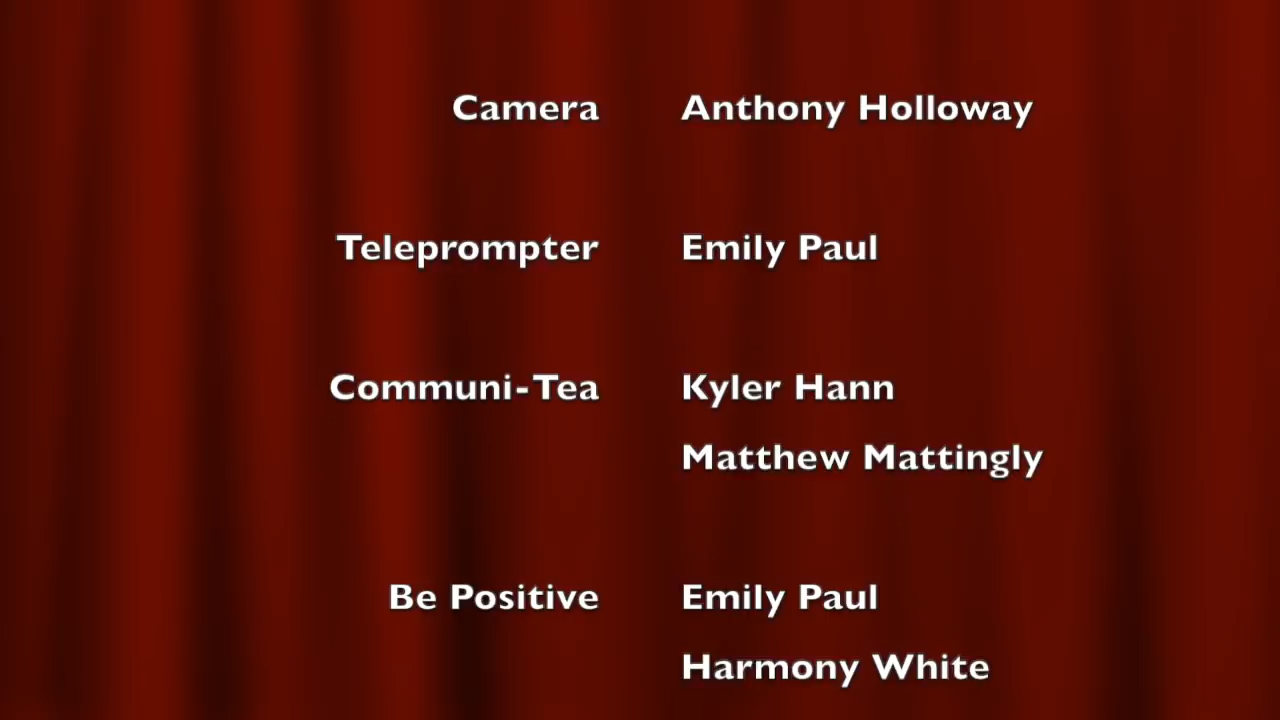 Camera Anthony Holloway
Teleprompter Emily Paul
Communi-Tea Kyler Hann
Matthew Mattingly
Be Positive Emily Paul
Harmony White